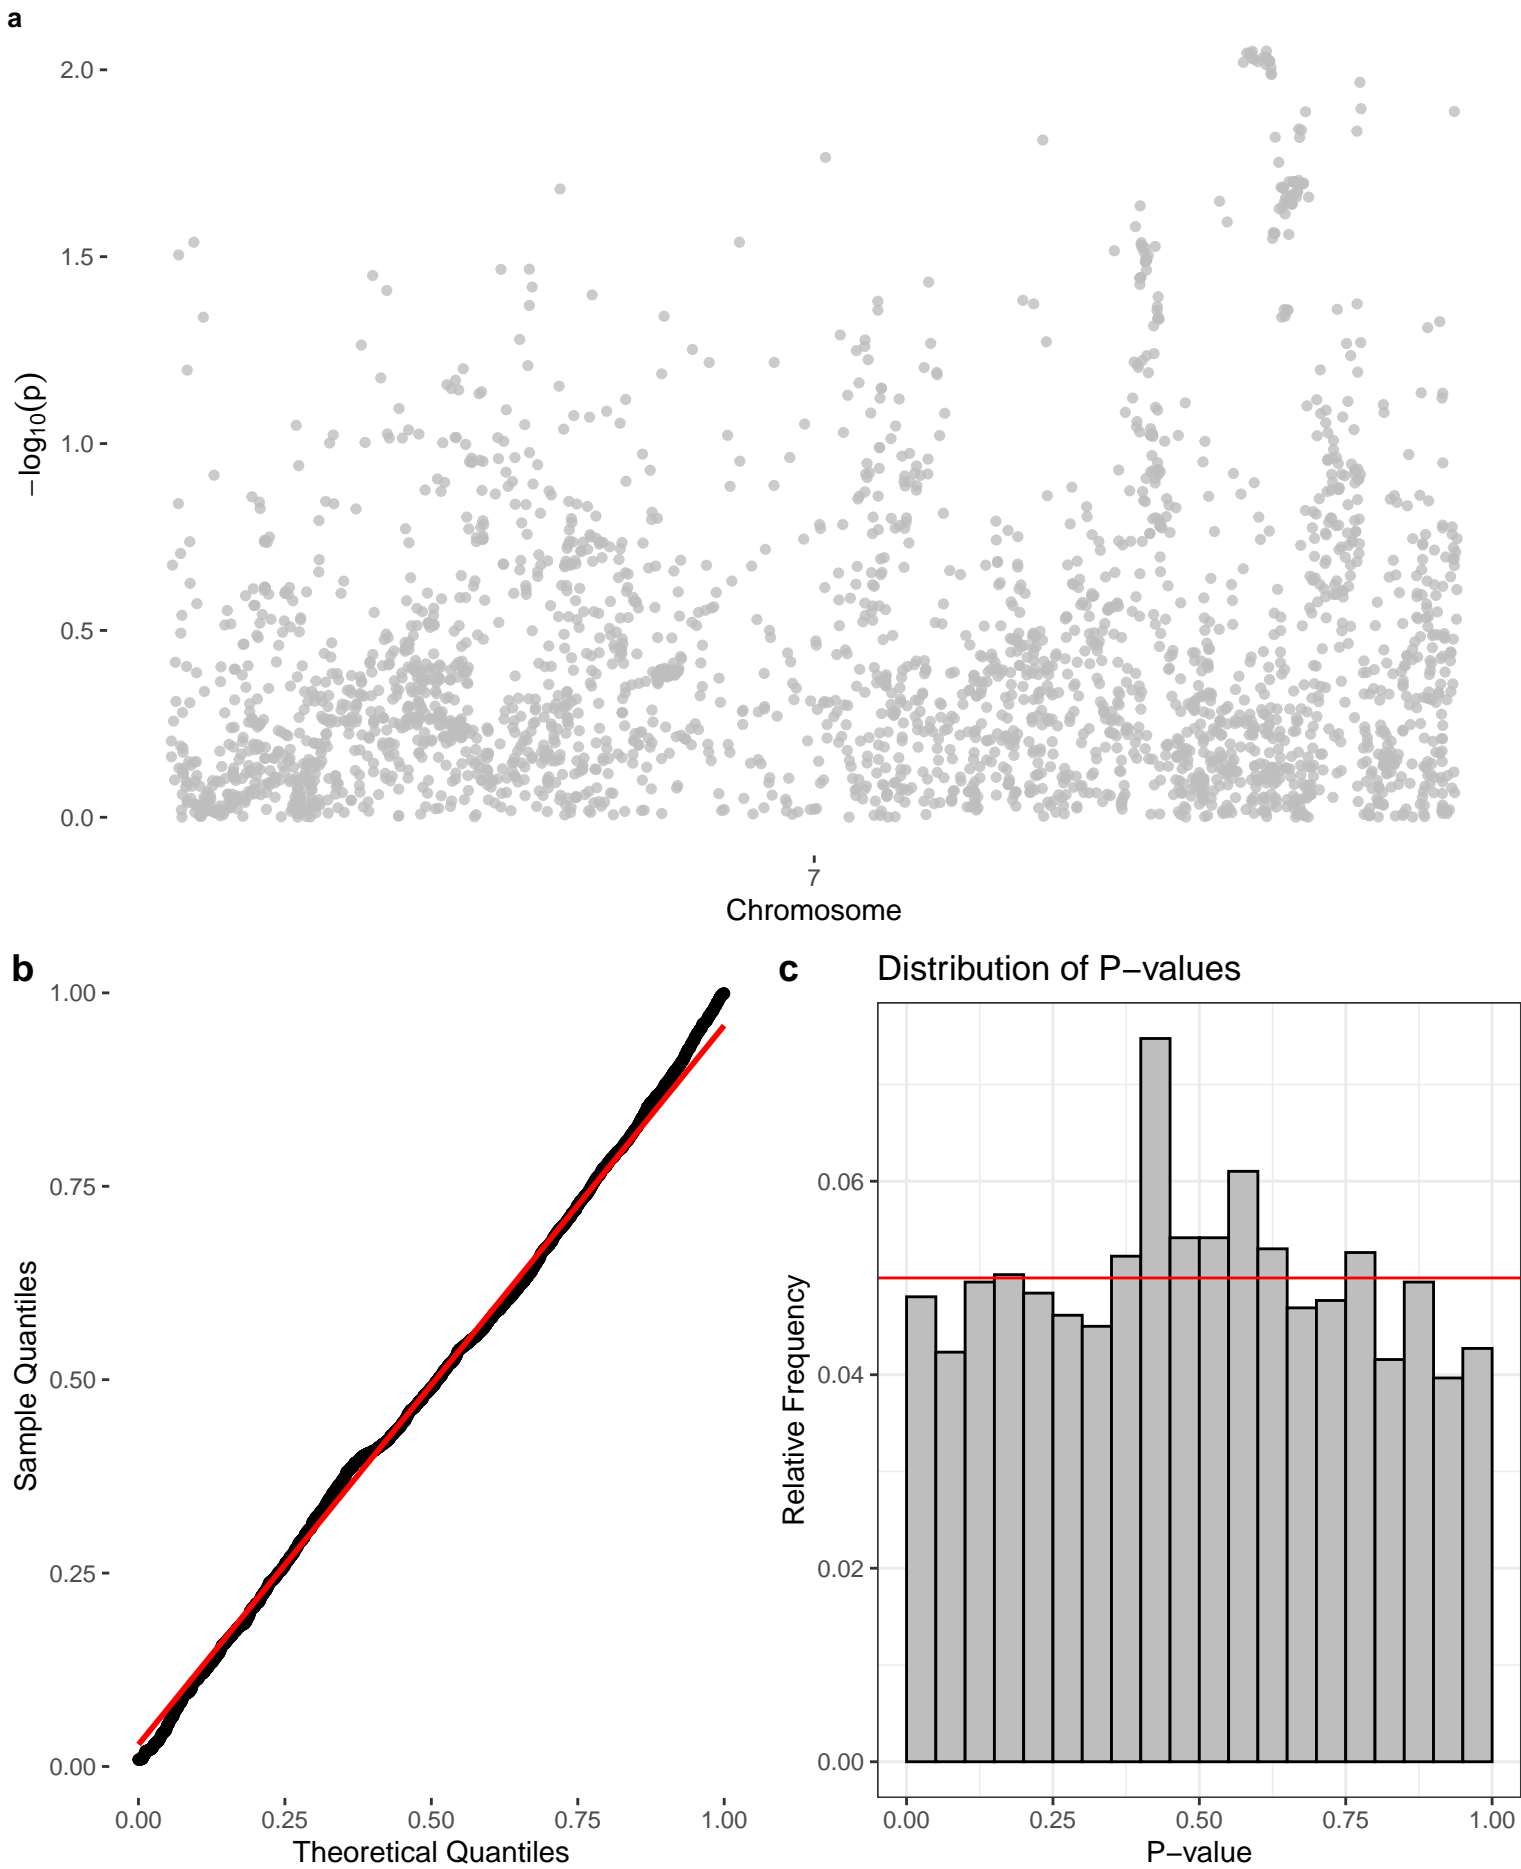 a
2.0
1.5
1.0
0.5
0.0
−log₁₀(p)
7
Chromosome
b
1.00
0.75
0.50
0.25
0.00
Sample Quantiles
0.00 0.25 0.50 0.75 1.00
Theoretical Quantiles
c
Distribution of P−values
0.06
0.04
0.02
0.00
Relative Frequency
0.00 0.25 0.50 0.75 1.00
P−value